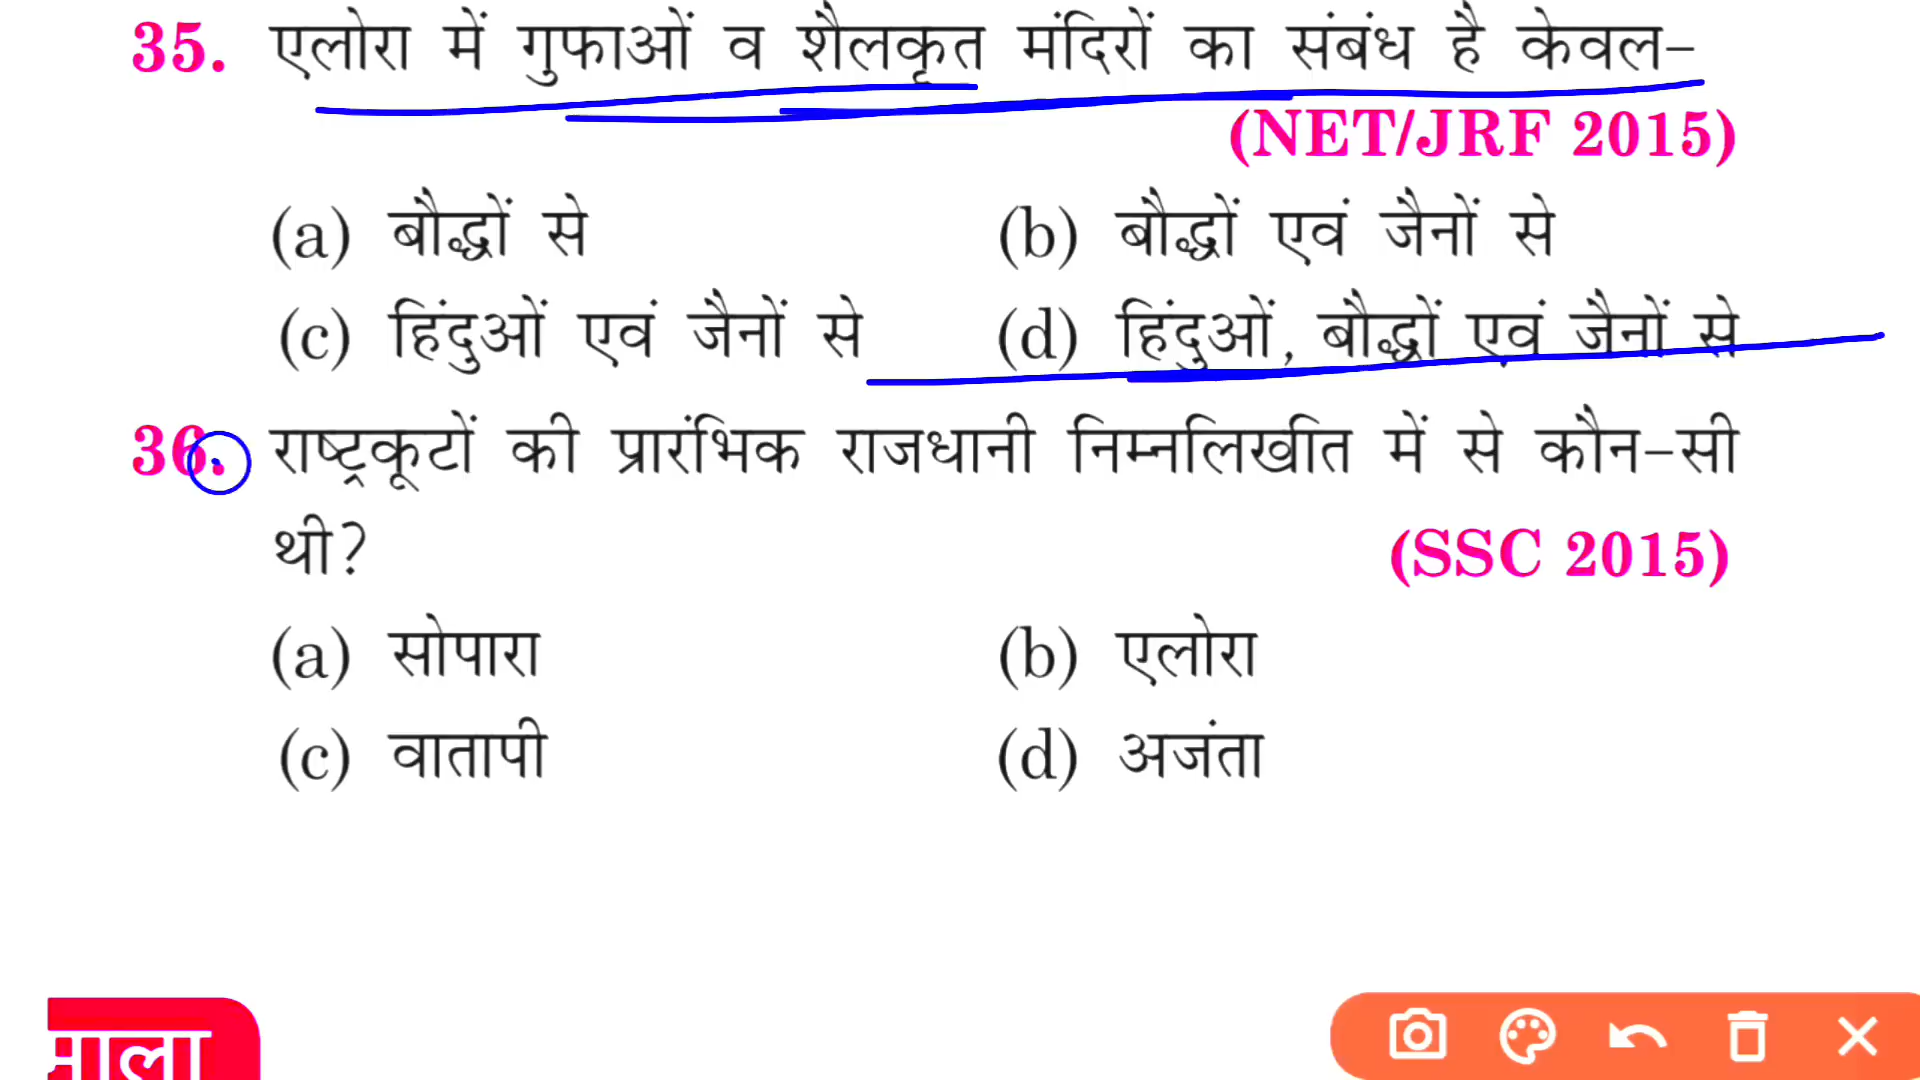 35. एलोरा में गुफाओं व शैलकृत मंदिरों का संबंध है केवल–
(NET/JRF 2015)
(a) बौद्धों से (b) बौद्धों एवं जैनों से
(c) हिंदुओं एवं जैनों से (d) हिंदुओं, बौद्धों एवं जैनों से
36. राष्ट्रकूटों की प्रारंभिक राजधानी निम्नलिखीत में से कौन–सी
थी? (SSC 2015)
(a) सोपारा (b) एलोरा
(c) वातापी (d) अजंता
माला